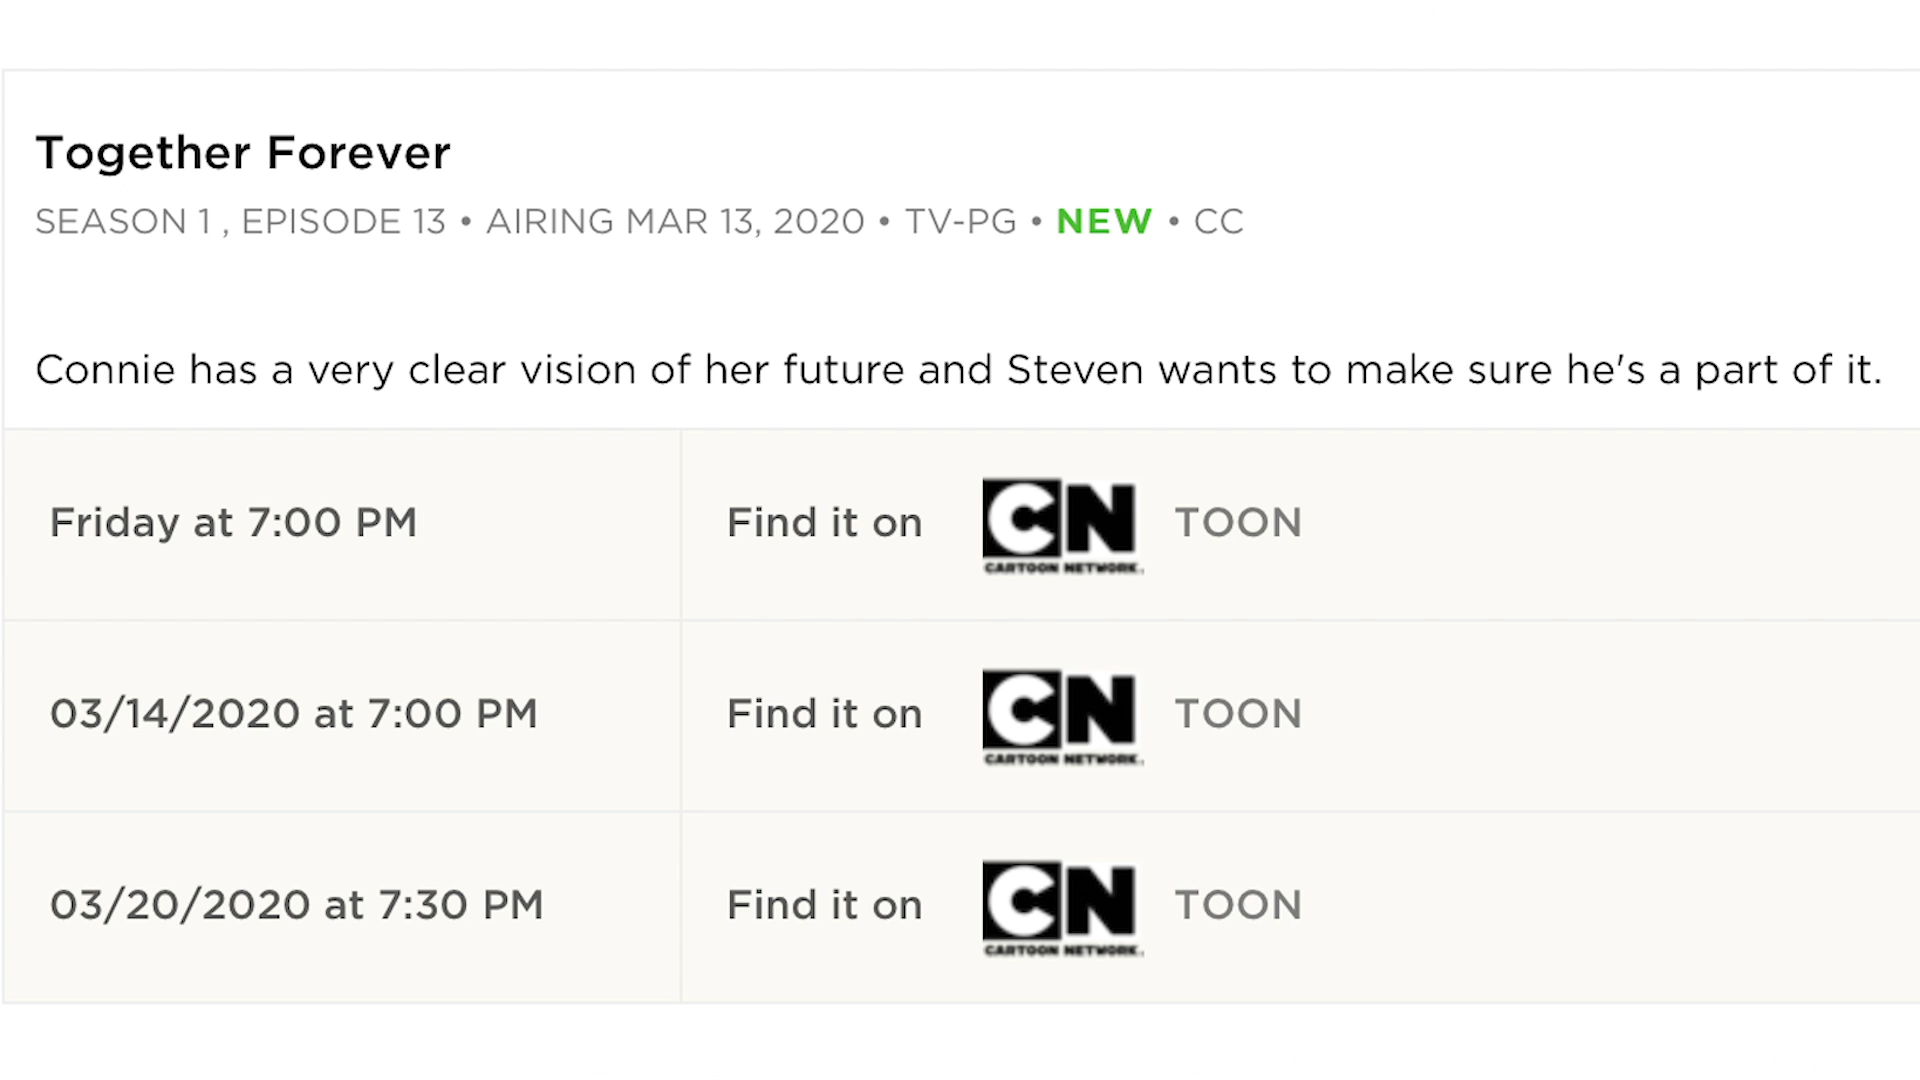 Together Forever
SEASON 1 , EPISODE 13 • AIRING MAR 13, 2020 • TV-PG • NEW • CC
Connie has a very clear vision of her future and Steven wants to make sure he's a part of it.
Friday at 7:00 PM Find it on CN CARTOON NETWORK. TOON
03/14/2020 at 7:00 PM Find it on CN CARTOON NETWORK. TOON
03/20/2020 at 7:30 PM Find it on CN CARTOON NETWORK. TOON